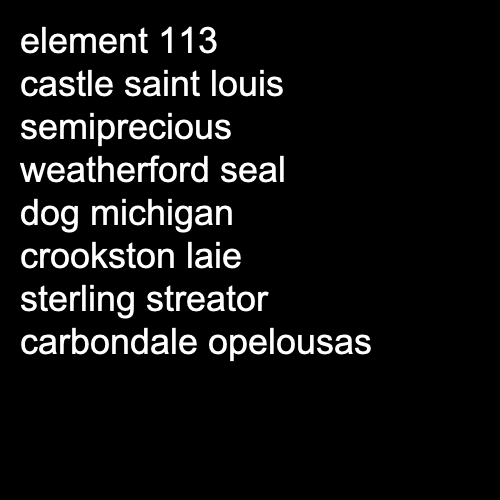 element 113
castle saint louis
semiprecious
weatherford seal
dog michigan
crookston laie
sterling streator
carbondale opelousas